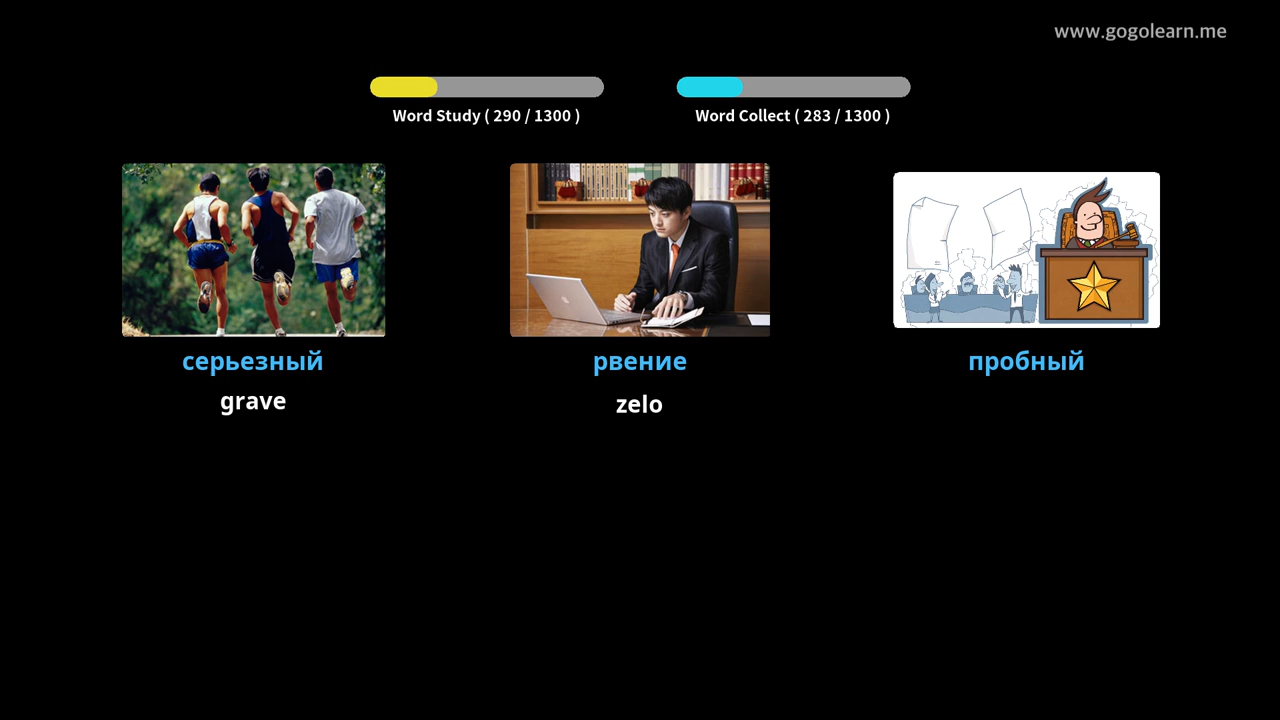 www.gogolearn.me
Word Study ( 290 / 1300 )
Word Collect ( 283 / 1300 )
серьезный
рвение
пробный
grave
zelo